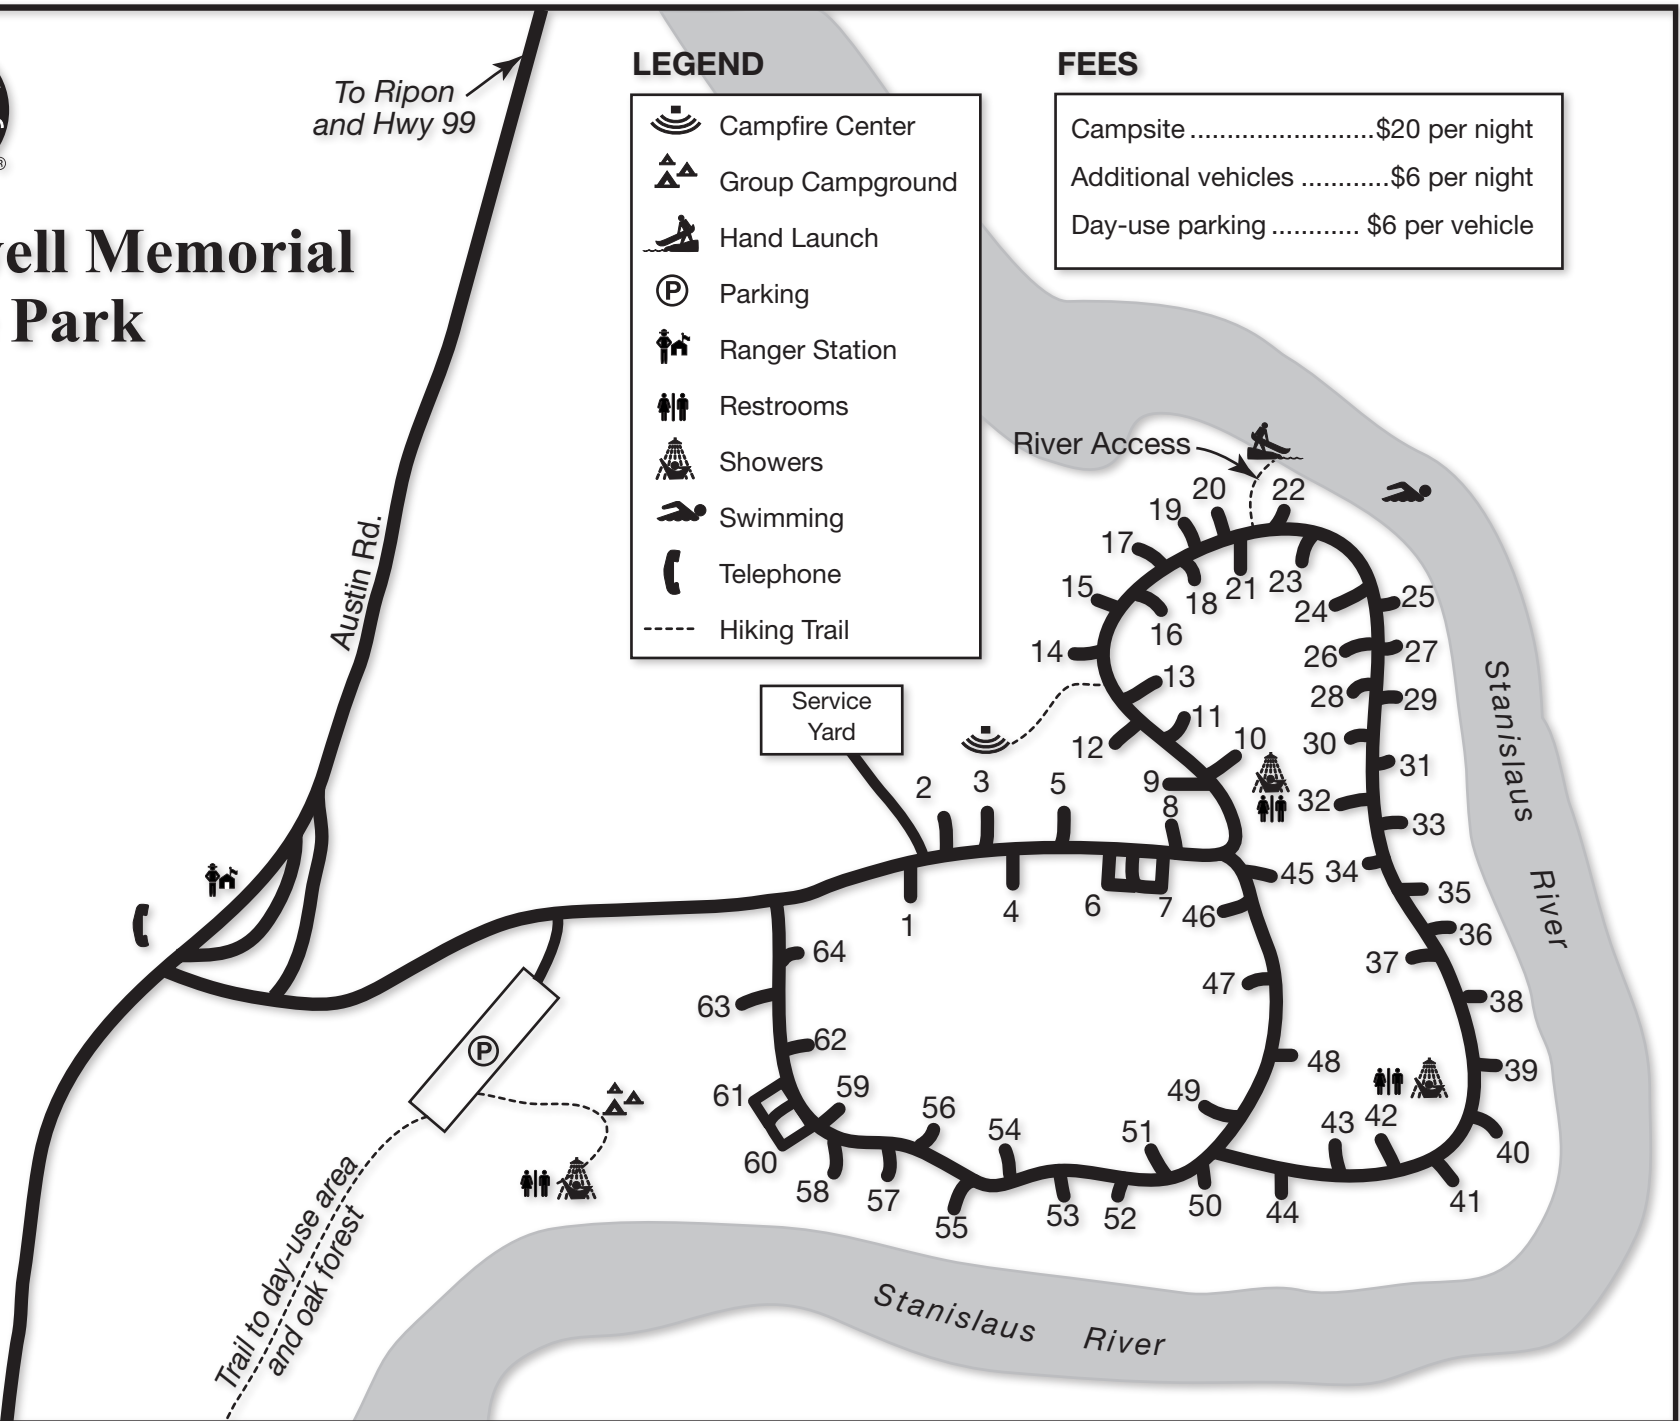 To Ripon
and Hwy 99
®
ell Memorial
Park
LEGEND
Campfire Center
Group Campground
Hand Launch
P Parking
Ranger Station
Restrooms
Showers
Swimming
Telephone
Hiking Trail
FEES
Campsite.........................$20 per night
Additional vehicles ............$6 per night
Day-use parking ............ $6 per vehicle
River Access
Austin Rd.
Service
Yard
Stanislaus River
Stanislaus River
P
Trail to day-use area
and oak forest
1
2
3
4
5
6
7
8
9
10
11
12
13
14
15
16
17
18
19
20
21
22
23
24
25
26
27
28
29
30
31
32
33
34
35
36
37
38
39
40
41
42
43
44
45
46
47
48
49
50
51
52
53
54
55
56
57
58
59
60
61
62
63
64